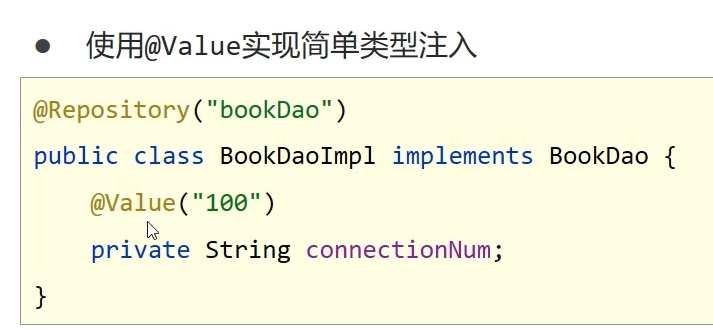 ● 使用@Value实现简单类型注入
@Repository("bookDao")
public class BookDaoImpl implements BookDao {
    @Value("100")
    private String connectionNum;
}